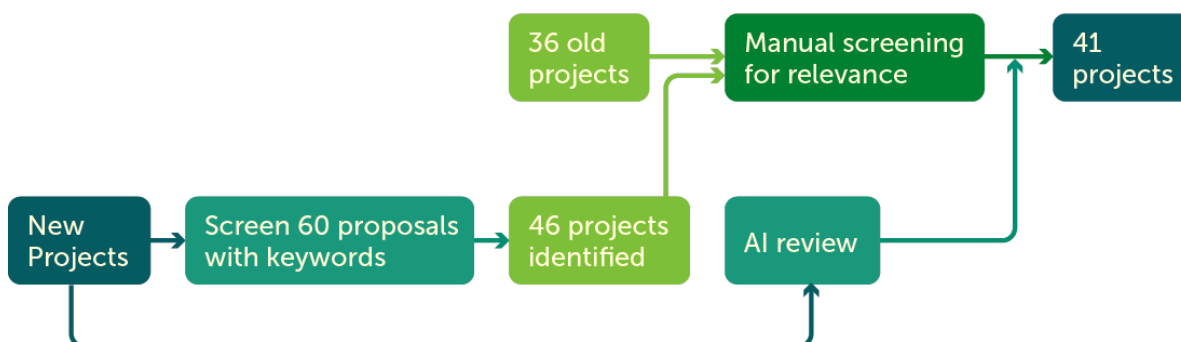 36 old
projects
Manual screening
for relevance
41
projects
New
Projects
Screen 60 proposals
with keywords
46 projects
identified
AI review